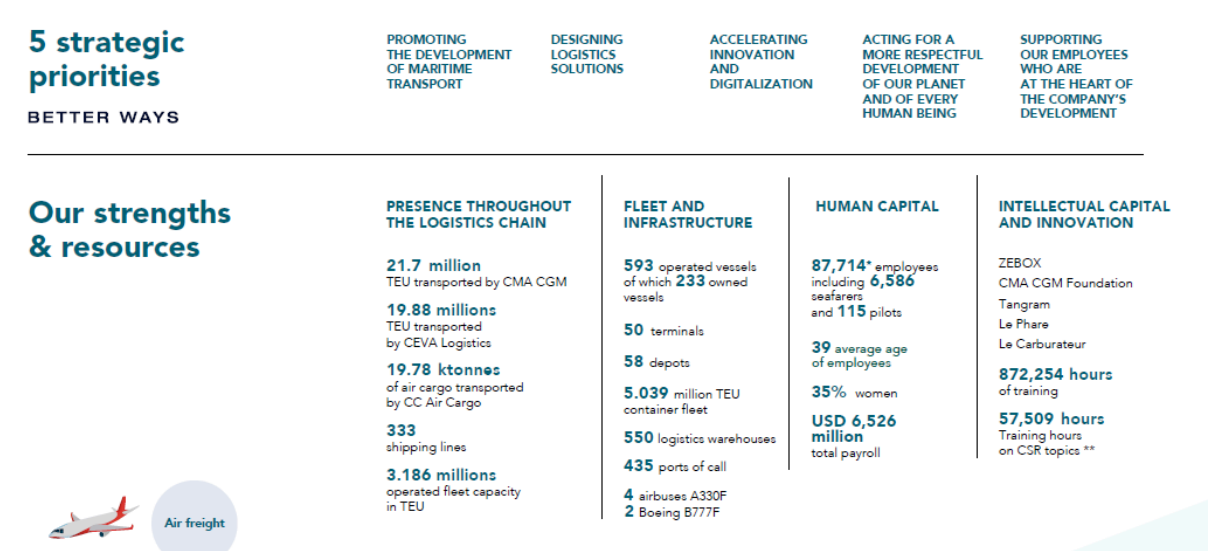 5 strategic
priorities
BETTER WAYS
PROMOTING
THE DEVELOPMENT
OF MARITIME
TRANSPORT
DESIGNING
LOGISTICS
SOLUTIONS
ACCELERATING
INNOVATION
AND
DIGITALIZATION
ACTING FOR A
MORE RESPECTFUL
DEVELOPMENT
OF OUR PLANET
AND OF EVERY
HUMAN BEING
SUPPORTING
OUR EMPLOYEES
WHO ARE
AT THE HEART OF
THE COMPANY'S
DEVELOPMENT
Our strengths
& resources
PRESENCE THROUGHOUT
THE LOGISTICS CHAIN
21.7 million
TEU transported by CMA CGM
19.88 millions
TEU transported
by CEVA Logistics
19.78 ktonnes
of air cargo transported
by CC Air Cargo
333
shipping lines
3.186 millions
operated fleet capacity
in TEU
FLEET AND
INFRASTRUCTURE
593 operated vessels
of which 233 owned
vessels
50 terminals
58 depots
5.039 million TEU
container fleet
550 logistics warehouses
435 ports of call
4 airbuses A330F
2 Boeing B777F
HUMAN CAPITAL
87,714* employees
including 6,586
seafarers
and 115 pilots
39 average age
of employees
35% women
USD 6,526
million
total payroll
INTELLECTUAL CAPITAL
AND INNOVATION
ZEBOX
CMA CGM Foundation
Tangram
Le Phare
Le Carburateur
872,254 hours
of training
57,509 hours
Training hours
on CSR topics **
Air freight